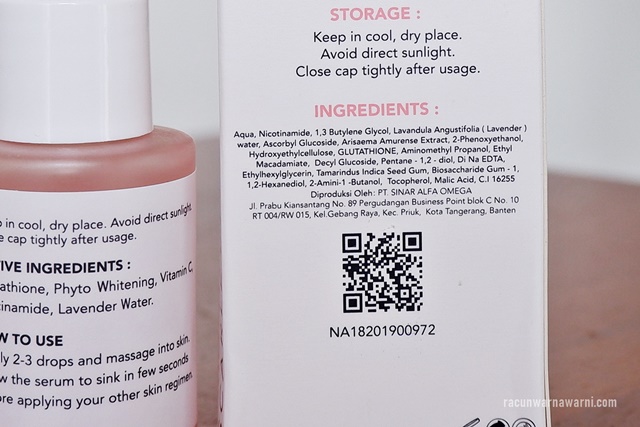 STORAGE :
Keep in cool, dry place.
Avoid direct sunlight.
Close cap tightly after usage.
INGREDIENTS :
Aqua, Nicotinamide, 1,3 Butylene Glycol, Lavandula Angustifolia ( Lavender )
water, Ascorbyl Glucoside, Arisaema Amurense Extract, 2-Phenoxyethanol,
Hydroxyethylcellulose, GLUTATHIONE, Aminomethyl Propanol, Ethyl
Macadamiate, Decyl Glucoside, Pentane - 1,2 - diol, Di Na EDTA,
Ethylhexylglycerin, Tamarindus Indica Seed Gum, Biosaccharide Gum - 1,
1,2-Hexanediol, 2-Amini-1 -Butanol, Tocopherol, Malic Acid, C.I 16255
Diproduksi Oleh: PT. SINAR ALFA OMEGA
Jl. Prabu Kiansantang No. 89 Pergudangan Business Point blok C No. 10
RT 004/RW 015, Kel.Gebang Raya, Kec. Priuk, Kota Tangerang, Banten
NA18201900972
in cool, dry place. Avoid direct sunlight.
cap tightly after usage.
TIVE INGREDIENTS :
athione, Phyto Whitening, Vitamin C,
cinamide, Lavender Water.
W TO USE
ly 2-3 drops and massage into skin.
w the serum to sink in few seconds
ore applying your other skin regimen.
racunwarnawarni.com